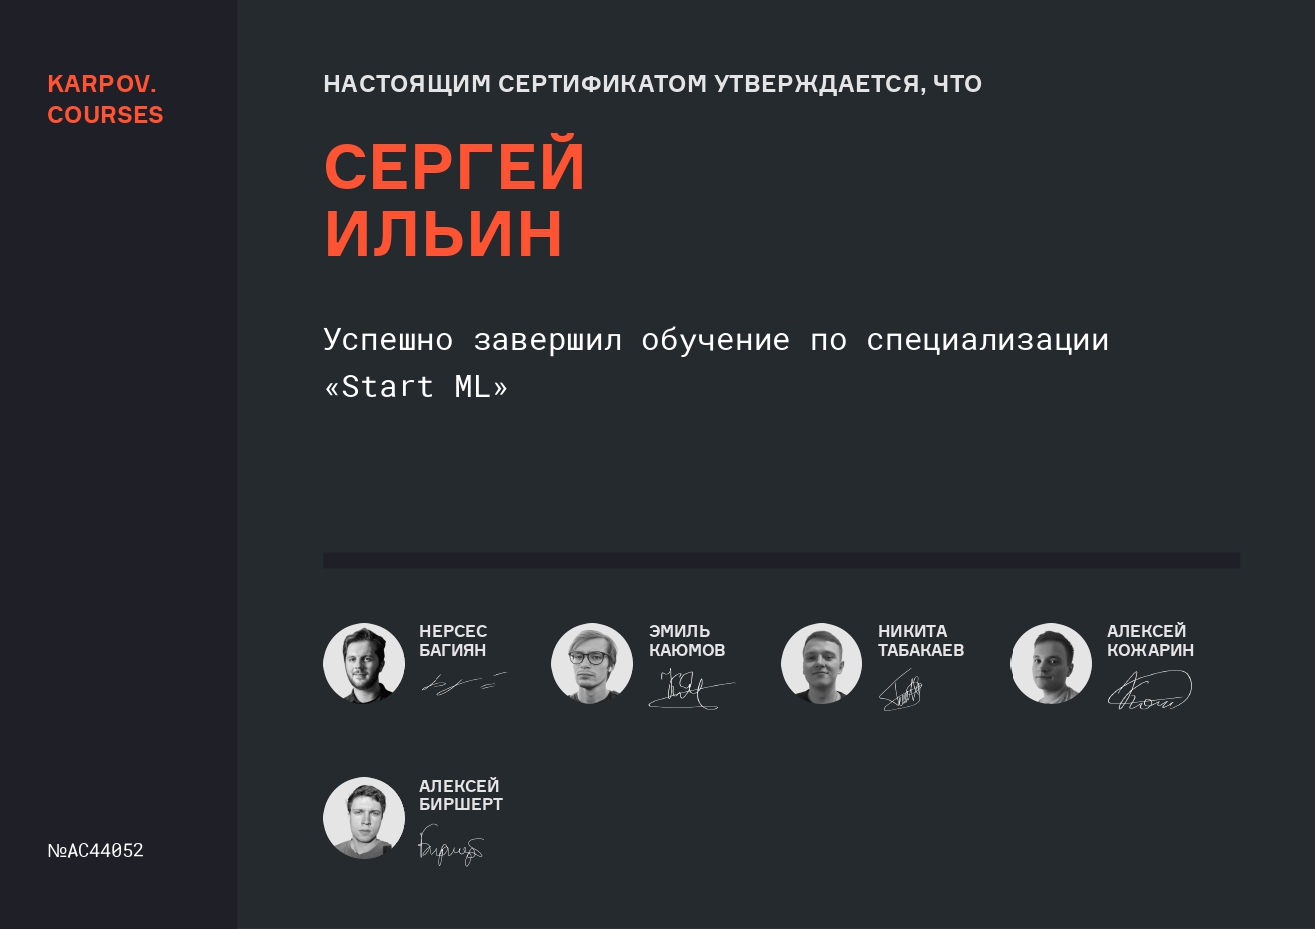 KARPOV.
COURSES
НАСТОЯЩИМ СЕРТИФИКАТОМ УТВЕРЖДАЕТСЯ, ЧТО
СЕРГЕЙ
ИЛЬИН
Успешно завершил обучение по специализации
«Start ML»
НЕРСЕС
БАГИЯН
ЭМИЛЬ
КАЮМОВ
НИКИТА
ТАБАКАЕВ
АЛЕКСЕЙ
КОЖАРИН
АЛЕКСЕЙ
БИРШЕРТ
№AC44052